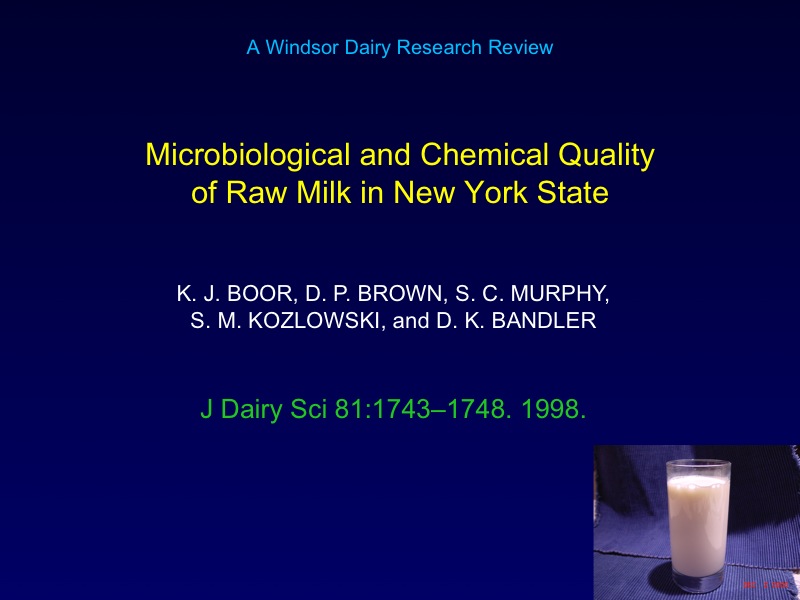 A Windsor Dairy Research Review
Microbiological and Chemical Quality
of Raw Milk in New York State
K. J. BOOR, D. P. BROWN, S. C. MURPHY,
S. M. KOZLOWSKI, and D. K. BANDLER
J Dairy Sci 81:1743–1748. 1998.